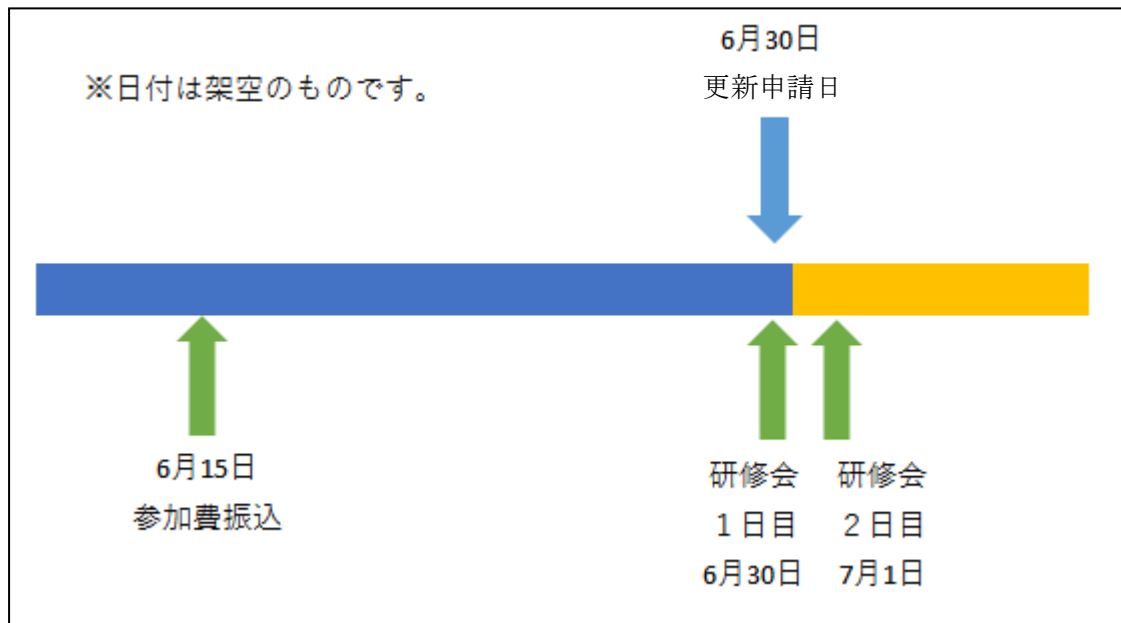 ※日付は架空のものです。
6月30日
更新申請日
6月15日
参加費振込
研修会
１日目
6月30日
研修会
２日目
7月1日